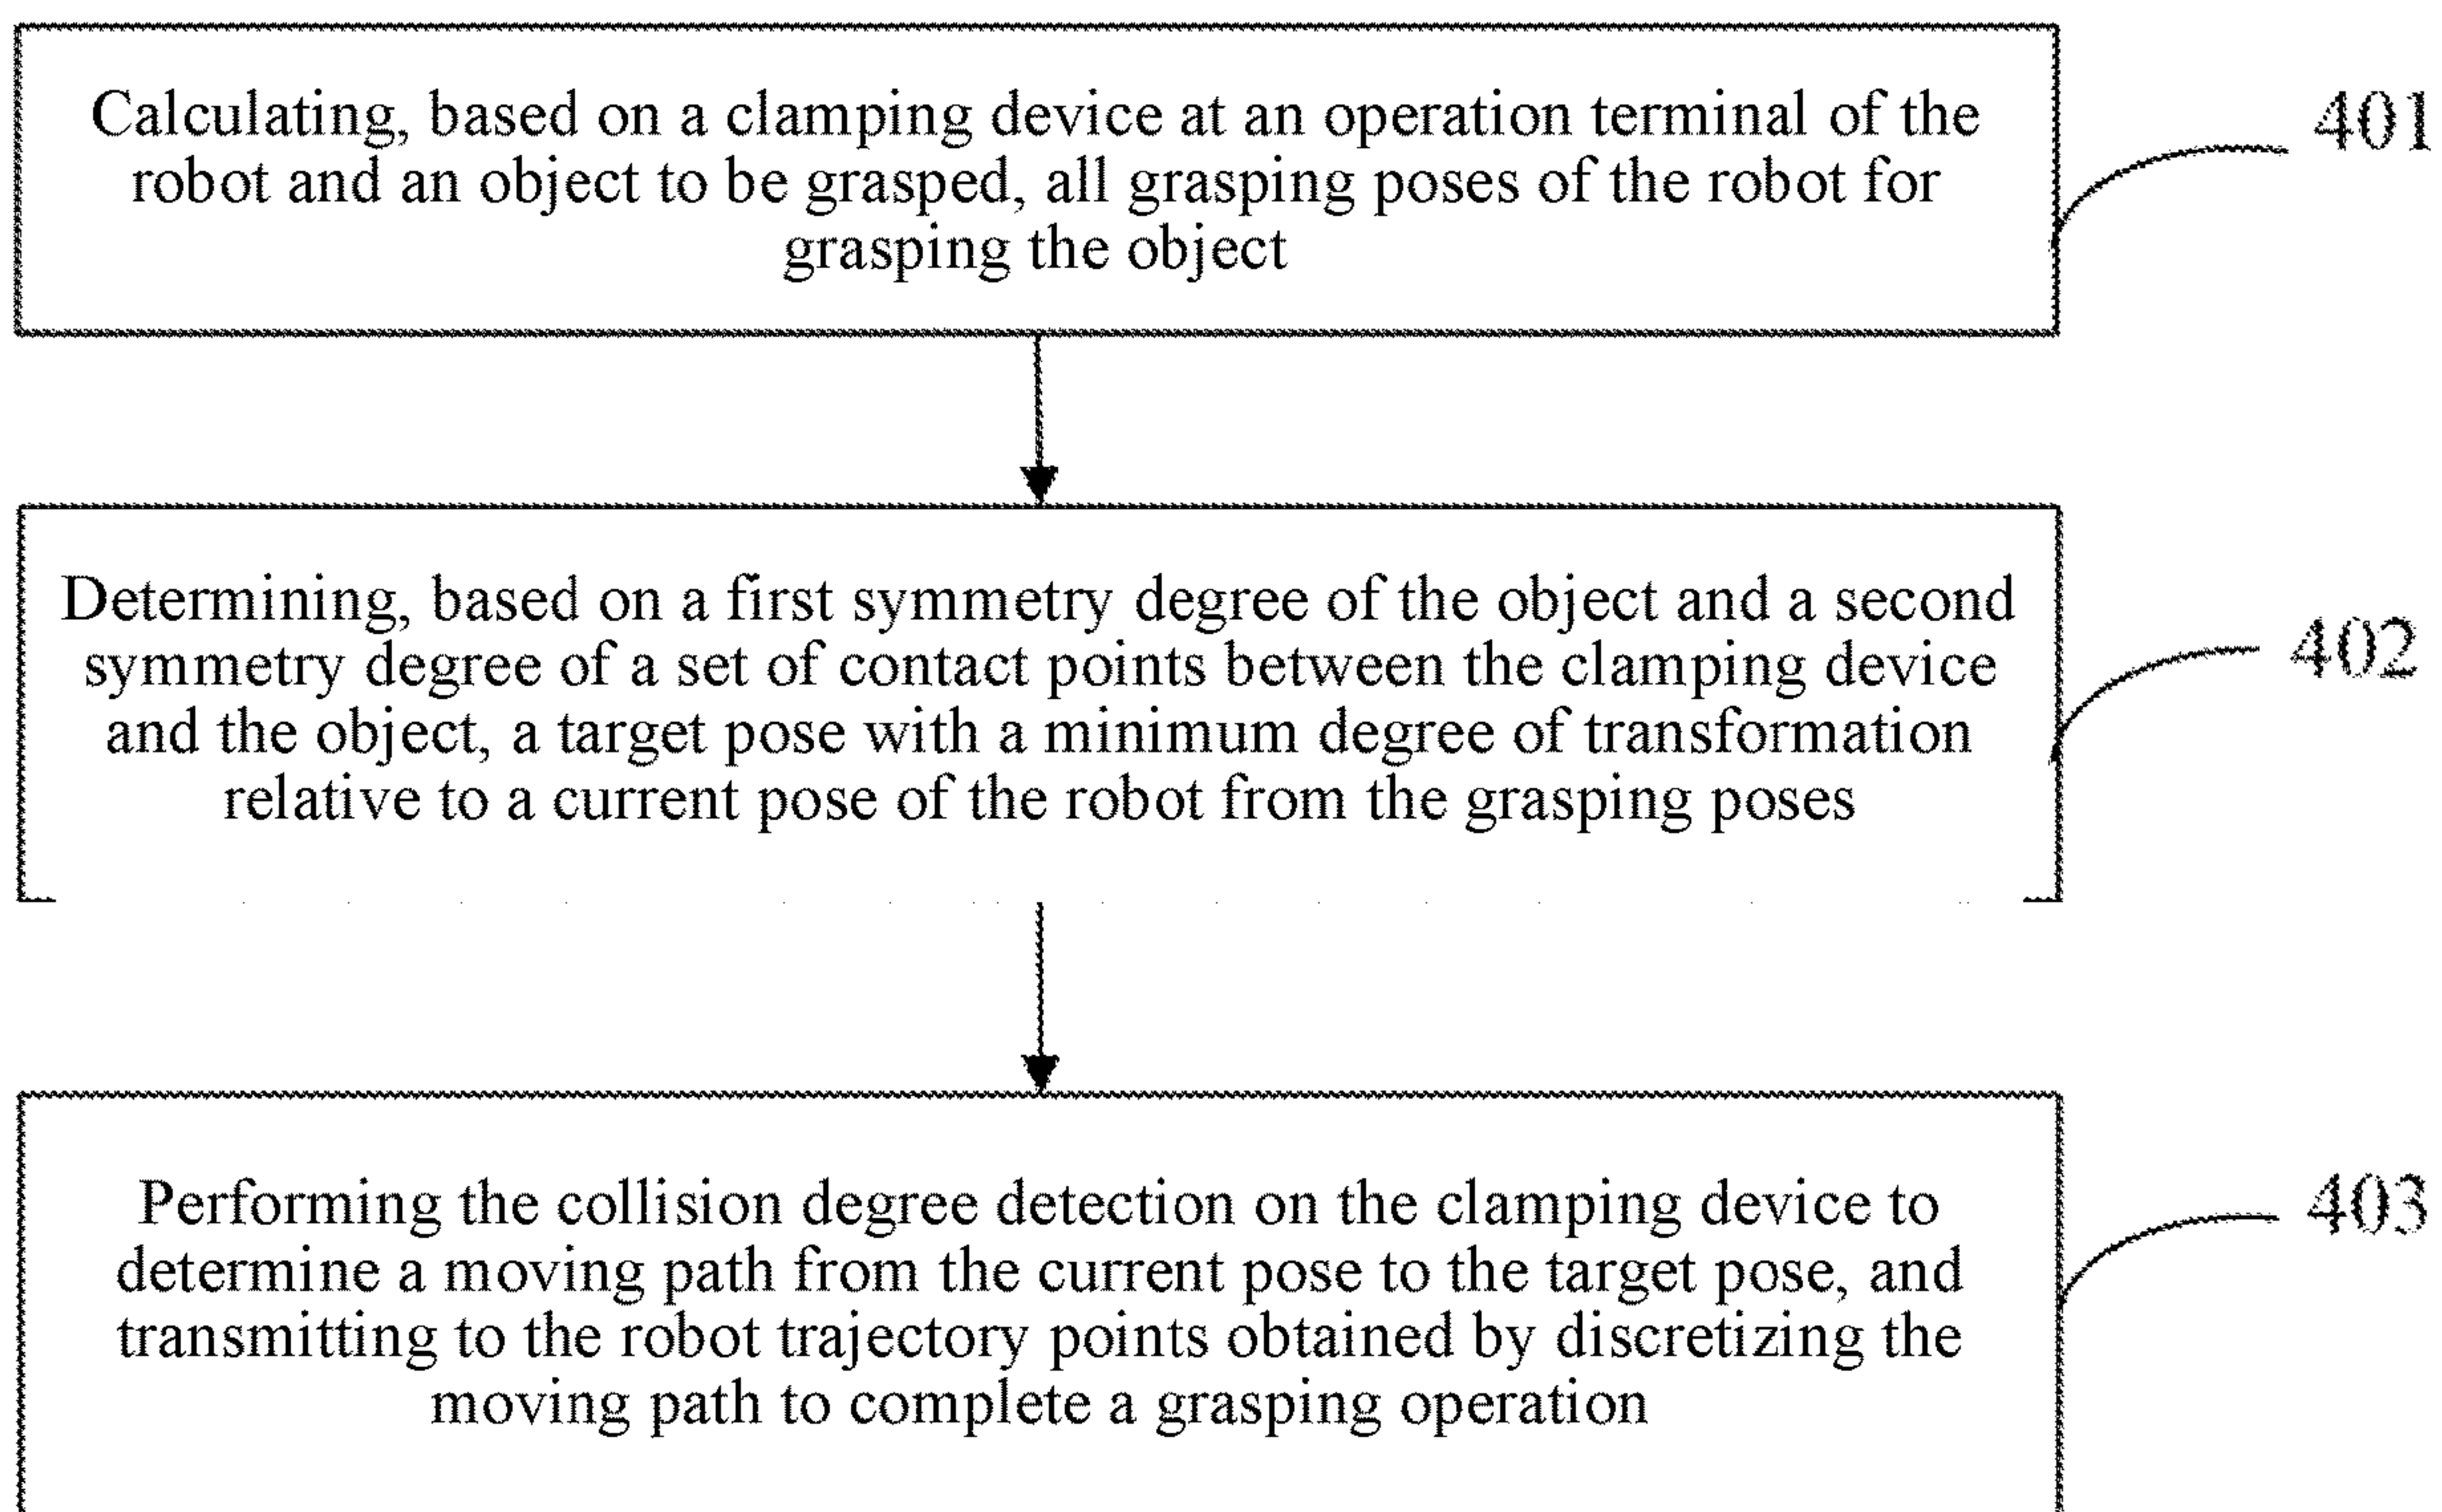 Calculating, based on a clamping device at an operation terminal of the
robot and an object to be grasped, all grasping poses of the robot for
grasping the object
401
Determining, based on a first symmetry degree of the object and a second
symmetry degree of a set of contact points between the clamping device
and the object, a target pose with a minimum degree of transformation
relative to a current pose of the robot from the grasping poses
402
Performing the collision degree detection on the clamping device to
determine a moving path from the current pose to the target pose, and
transmitting to the robot trajectory points obtained by discretizing the
moving path to complete a grasping operation
403